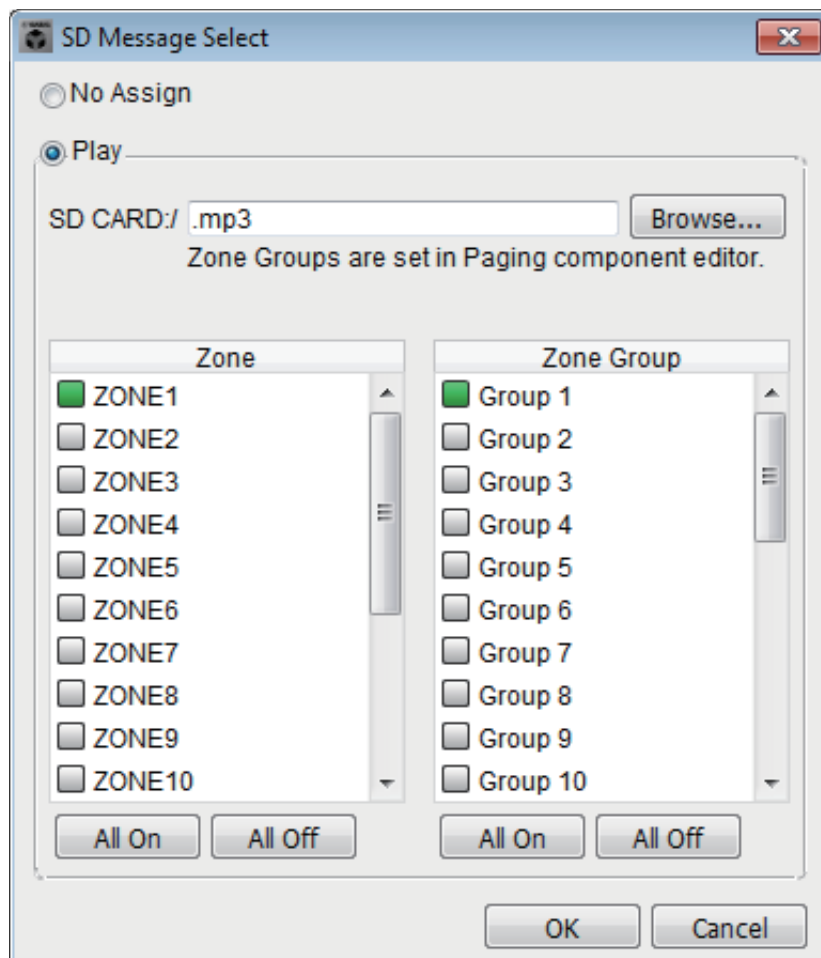 SD Message Select
No Assign
Play
SD CARD:/ .mp3 Browse...
Zone Groups are set in Paging component editor.
Zone
ZONE1
ZONE2
ZONE3
ZONE4
ZONE5
ZONE6
ZONE7
ZONE8
ZONE9
ZONE10
All On All Off
Zone Group
Group 1
Group 2
Group 3
Group 4
Group 5
Group 6
Group 7
Group 8
Group 9
Group 10
All On All Off
OK Cancel